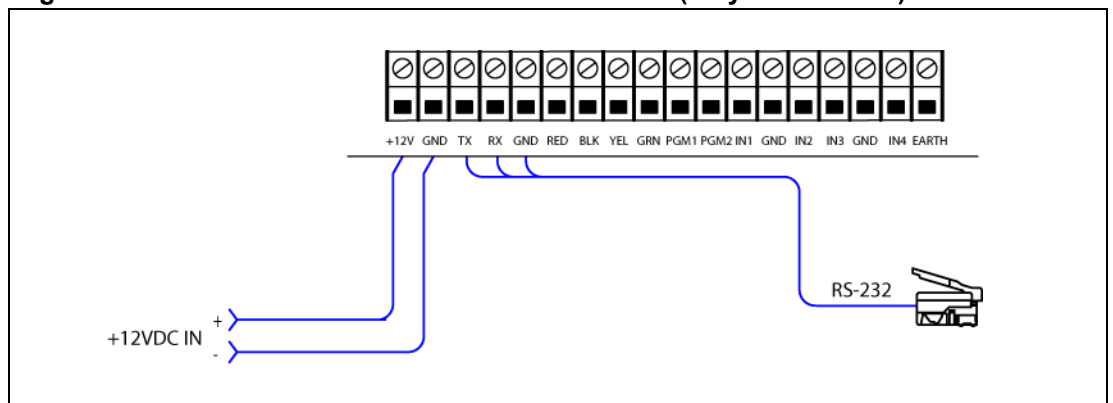 +12V GND TX RX GND RED BLK YEL GRN PGM1 PGM2 IN1 GND IN2 IN3 GND IN4 EARTH
RS-232
+
+12VDC IN
-